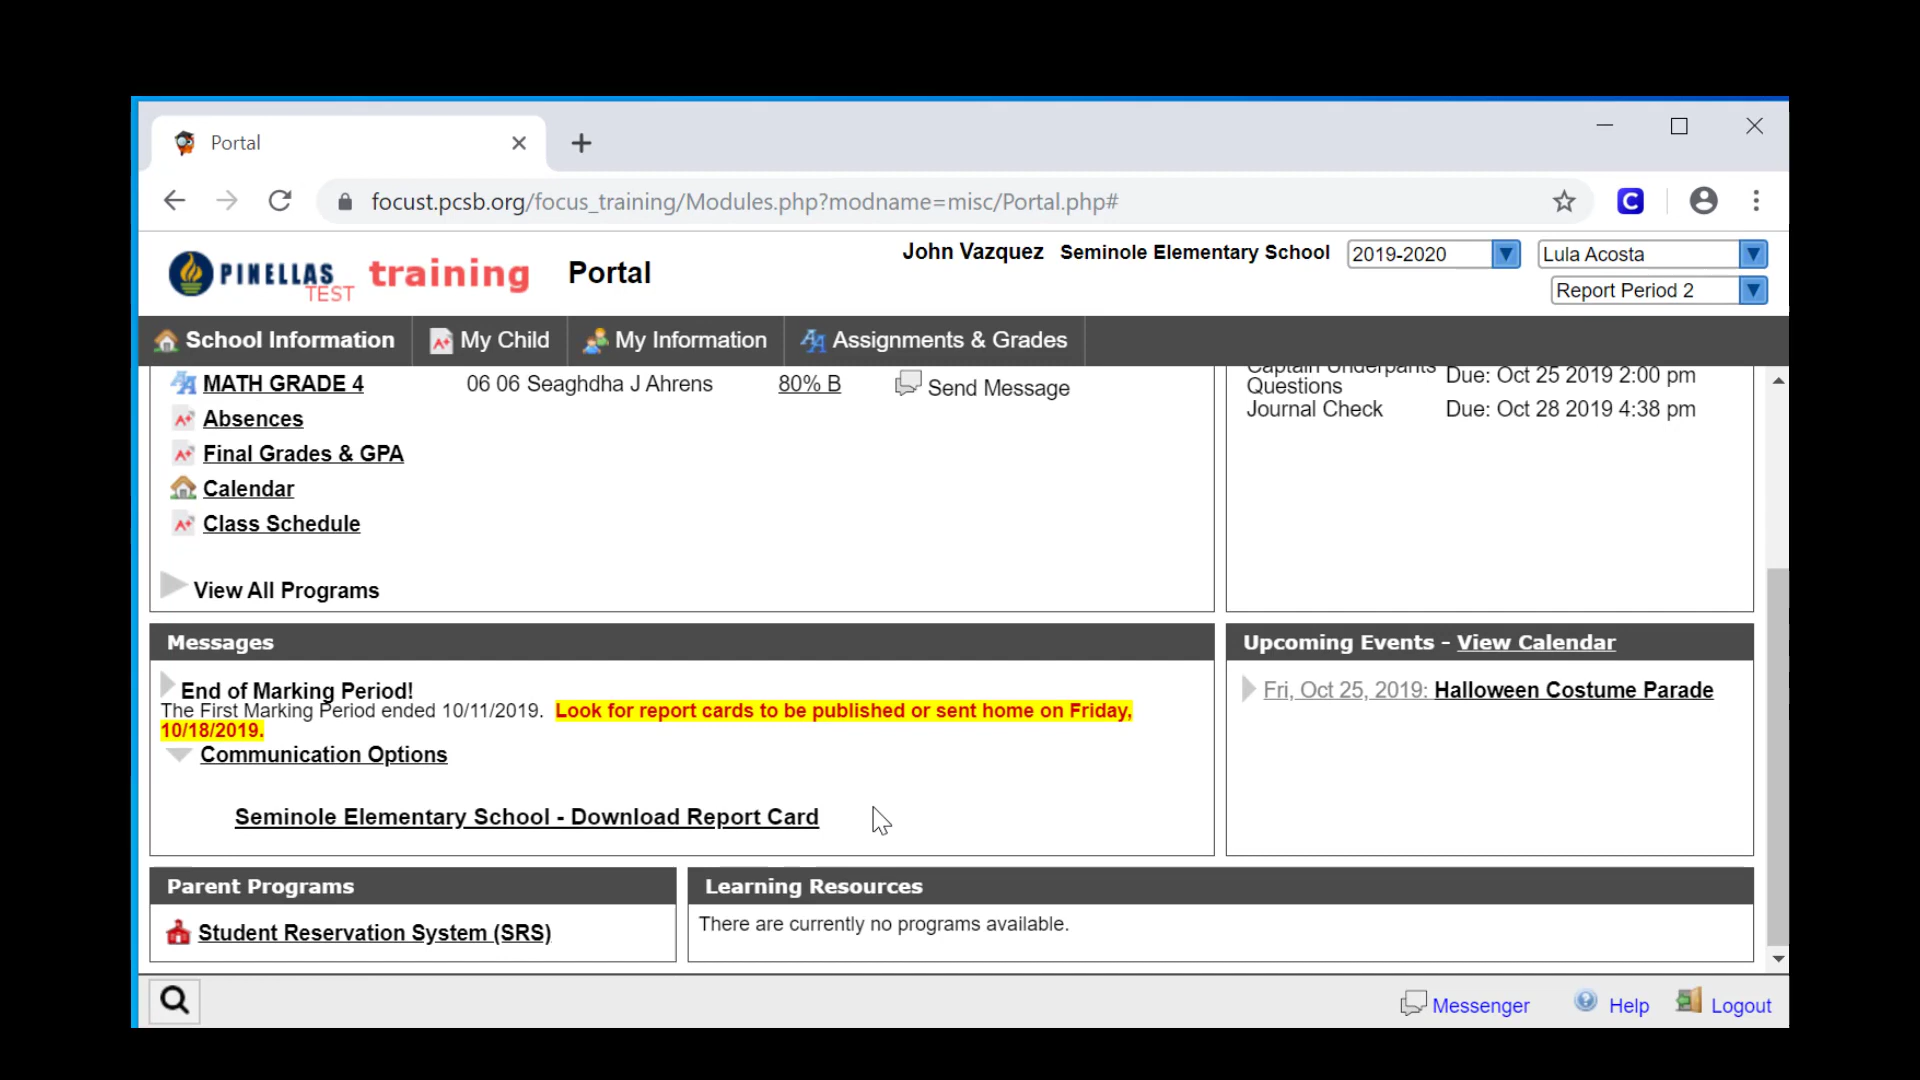 Portal
focust.pcsb.org/focus_training/Modules.php?modname=misc/Portal.php#
C
PINELLAS
TEST
training
Portal
John Vazquez Seminole Elementary School 2019-2020 Lula Acosta
Report Period 2
School Information My Child My Information Assignments & Grades
MATH GRADE 4 06 06 Seaghdha J Ahrens 80% B Send Message
Absences
Final Grades & GPA
Calendar
Class Schedule
View All Programs
Captain Underpants
Questions Due: Oct 25 2019 2:00 pm
Journal Check Due: Oct 28 2019 4:38 pm
Messages
End of Marking Period!
The First Marking Period ended 10/11/2019. Look for report cards to be published or sent home on Friday,
10/18/2019.
Communication Options
Seminole Elementary School - Download Report Card
Upcoming Events - View Calendar
Fri, Oct 25, 2019: Halloween Costume Parade
Parent Programs
Student Reservation System (SRS)
Learning Resources
There are currently no programs available.
Messenger Help Logout